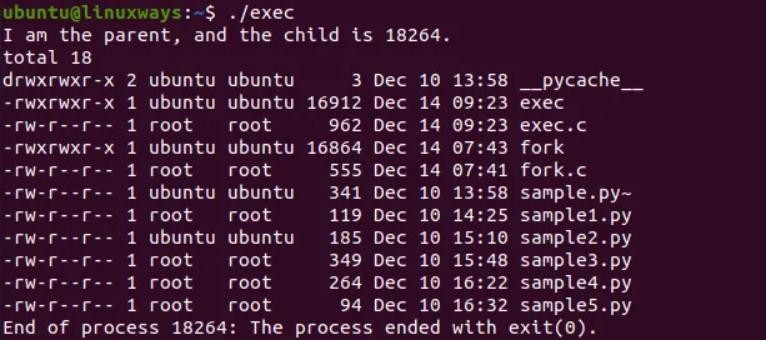 ubuntu@linuxways:~$ ./exec
I am the parent, and the child is 18264.
total 18
drwxrwxr-x 2 ubuntu ubuntu     3 Dec 10 13:58 __pycache__
-rwxrwxr-x 1 ubuntu ubuntu 16912 Dec 14 09:23 exec
-rw-r--r-- 1 root   root     962 Dec 14 09:23 exec.c
-rwxrwxr-x 1 ubuntu ubuntu 16864 Dec 14 07:43 fork
-rw-r--r-- 1 root   root     555 Dec 14 07:41 fork.c
-rw-r--r-- 1 ubuntu ubuntu   341 Dec 10 13:58 sample.py~
-rw-r--r-- 1 root   root     119 Dec 10 14:25 sample1.py
-rw-r--r-- 1 ubuntu ubuntu   185 Dec 10 15:10 sample2.py
-rw-r--r-- 1 root   root     349 Dec 10 15:48 sample3.py
-rw-r--r-- 1 root   root     264 Dec 10 16:22 sample4.py
-rw-r--r-- 1 root   root      94 Dec 10 16:32 sample5.py
End of process 18264: The process ended with exit(0).